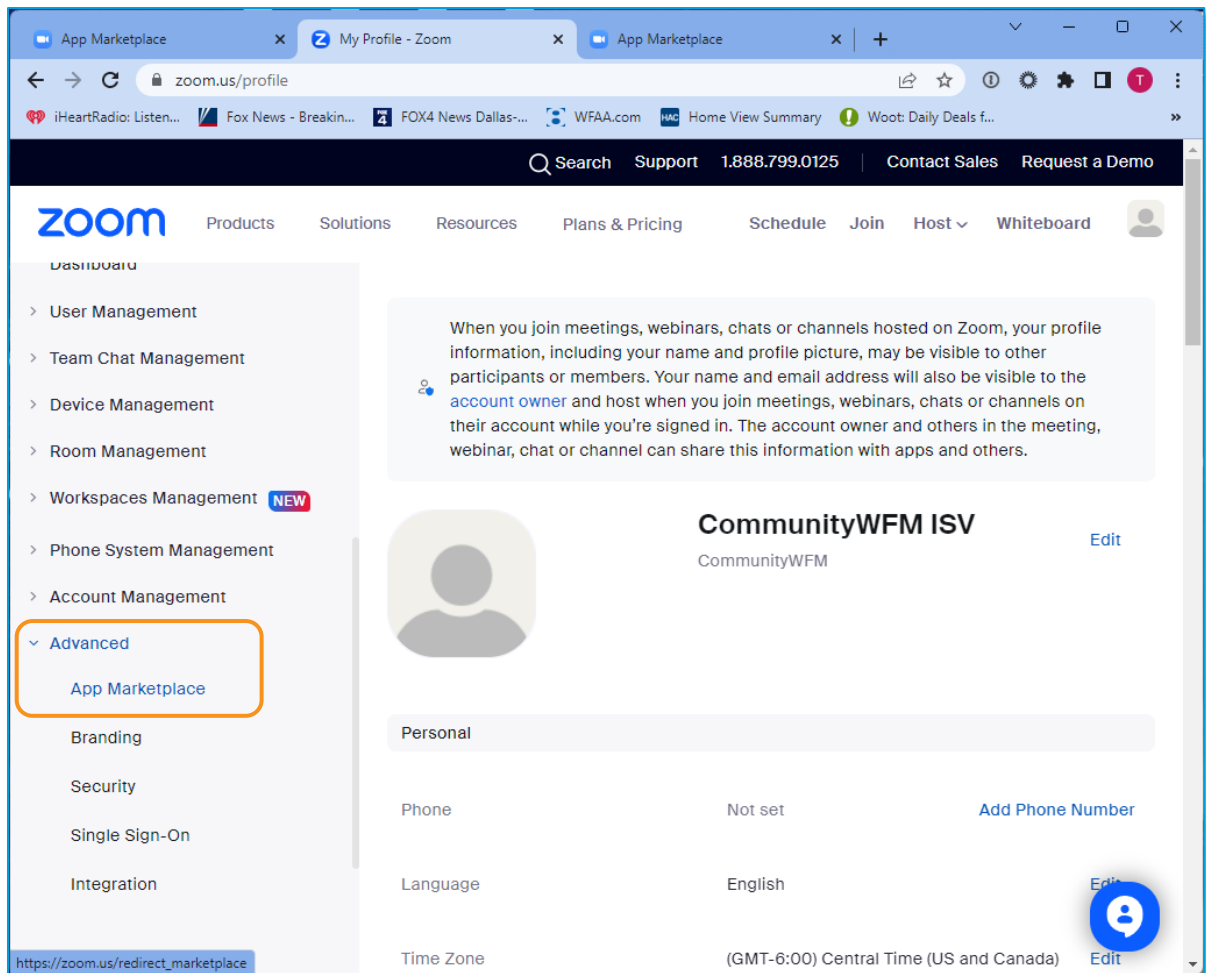 App Marketplace
My Profile - Zoom
App Marketplace
zoom.us/profile
T
iHeartRadio: Listen...
Fox News - Breakin...
FOX4 News Dallas-...
WFAA.com
HAC Home View Summary
Woot: Daily Deals f...
Search Support 1.888.799.0125 Contact Sales Request a Demo
zoom Products Solutions Resources Plans & Pricing Schedule Join Host Whiteboard
Dashboard
User Management
Team Chat Management
Device Management
Room Management
Workspaces Management NEW
Phone System Management
Account Management
Advanced
App Marketplace
Branding
Security
Single Sign-On
Integration
https://zoom.us/redirect_marketplace
When you join meetings, webinars, chats or channels hosted on Zoom, your profile
information, including your name and profile picture, may be visible to other
participants or members. Your name and email address will also be visible to the
account owner and host when you join meetings, webinars, chats or channels on
their account while you're signed in. The account owner and others in the meeting,
webinar, chat or channel can share this information with apps and others.
CommunityWFM ISV
Edit
CommunityWFM
Personal
Phone Not set Add Phone Number
Language English Edit
Time Zone (GMT-6:00) Central Time (US and Canada) Edit